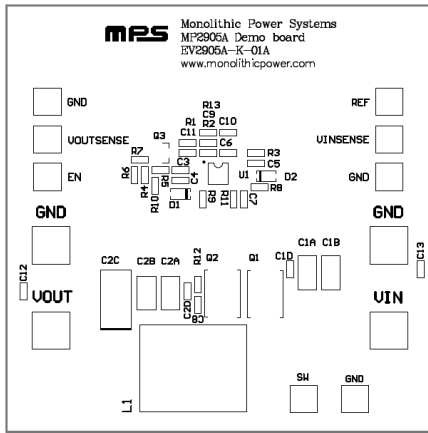 mps
Monolithic Power Systems
MP2905A Demo board
EV2905A-K-01A
www.monolithicpower.com
GND
REF
R13
C9
R1 R2 C10
Q3
VOUTSENSE
VINSENSE
C11
C6
R7
R3
C3
C5
EN
R6
R4
R5
C4
U1
D2
GND
R10
D1
R9
R11
C7
R8
GND
GND
C2C C2B C2A R12 Q2 Q1 C1D C1A C1B
C13
C12
VOUT
VIN
C2D
C8
L1
SW
GND